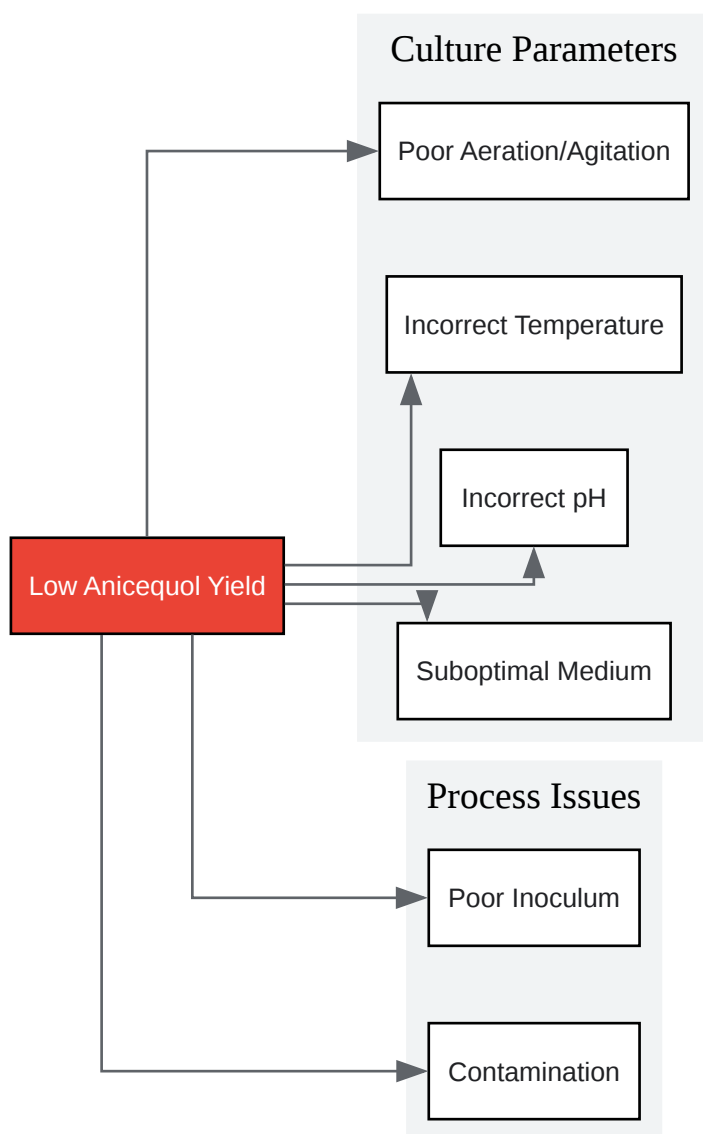 Culture Parameters
Poor Aeration/Agitation
Incorrect Temperature
Incorrect pH
Low Anicequol Yield
Suboptimal Medium
Process Issues
Poor Inoculum
Contamination